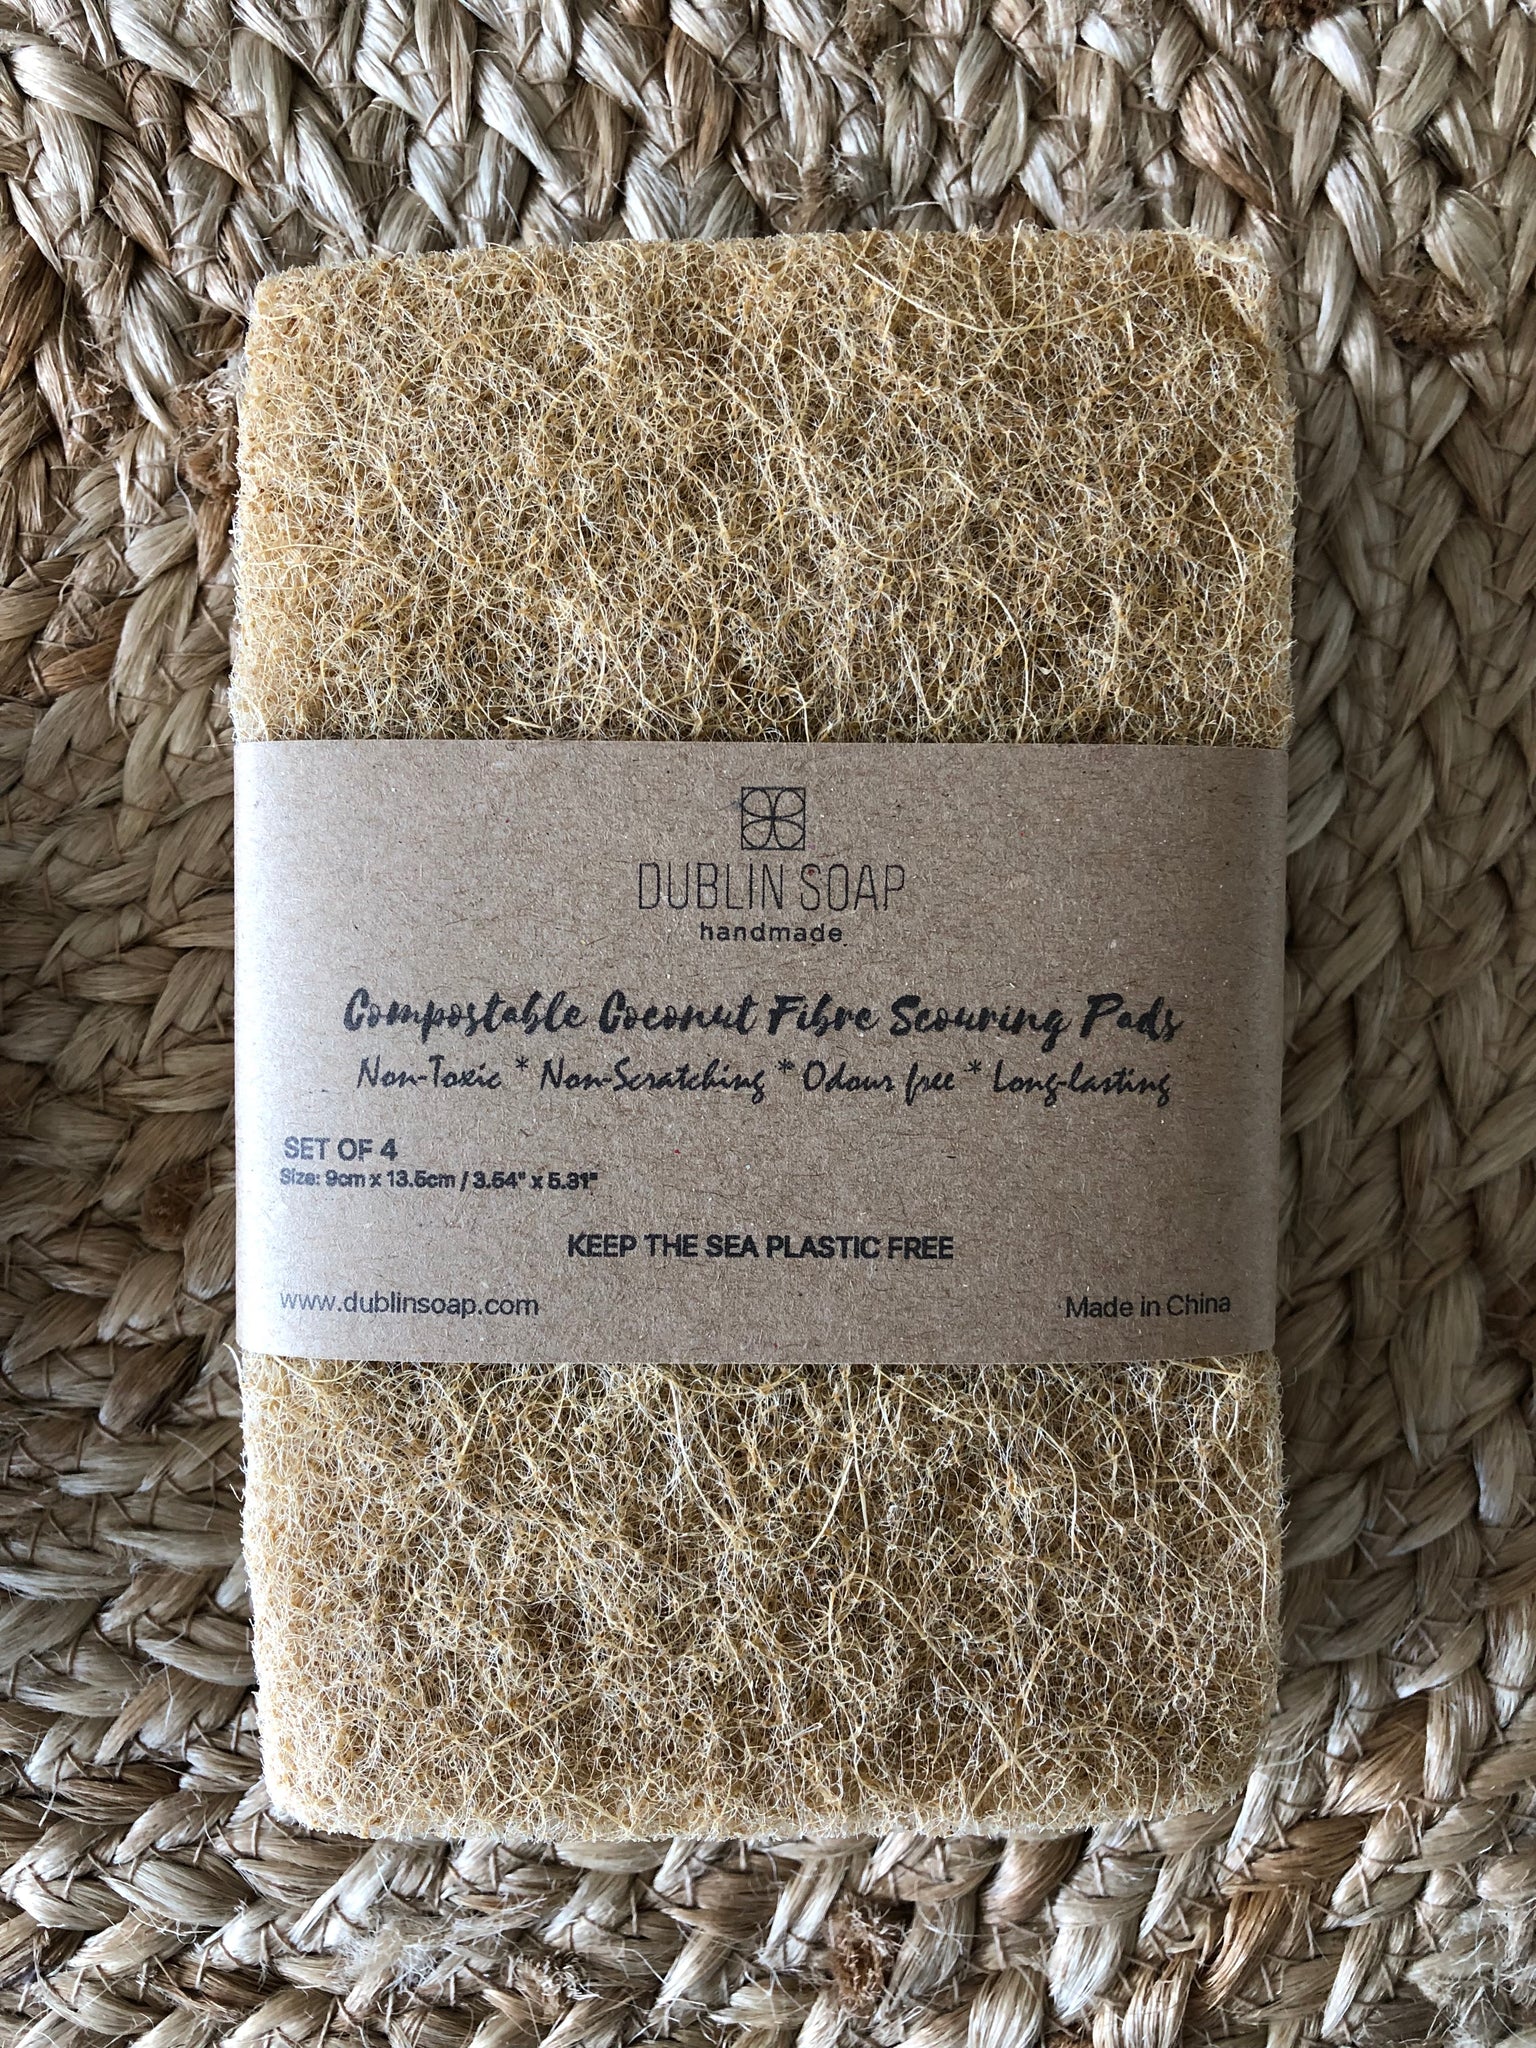 DUBLIN SOAP
handmade
Compostable Coconut Fibre Scouring Pads
Non-Toxic * Non-Scratching * Odour free * Long-lasting
SET OF 4
Size: 9cm x 13.5cm / 3.54" x 5.31"
KEEP THE SEA PLASTIC FREE
www.dublinsoap.com
Made in China